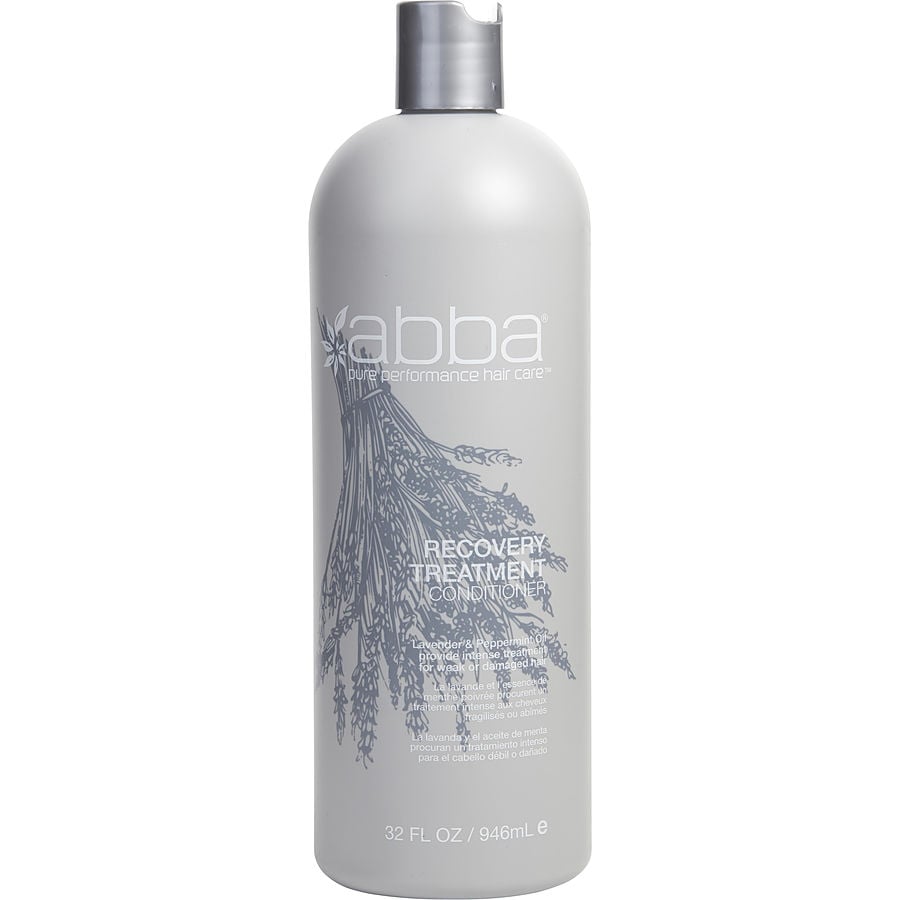 abba®
pure performance hair care™
RECOVERY
TREATMENT
CONDITIONER
Lavender & Peppermint Oil
provide intense treatment
for weak or damaged hair
La lavande et l'essence de
menthe poivrée procurent un
traitement intense aux cheveux
fragilisés ou abîmés
La lavanda y el aceite de menta
procuran un tratamiento intenso
para el cabello débil o dañado
32 FL OZ / 946mL e